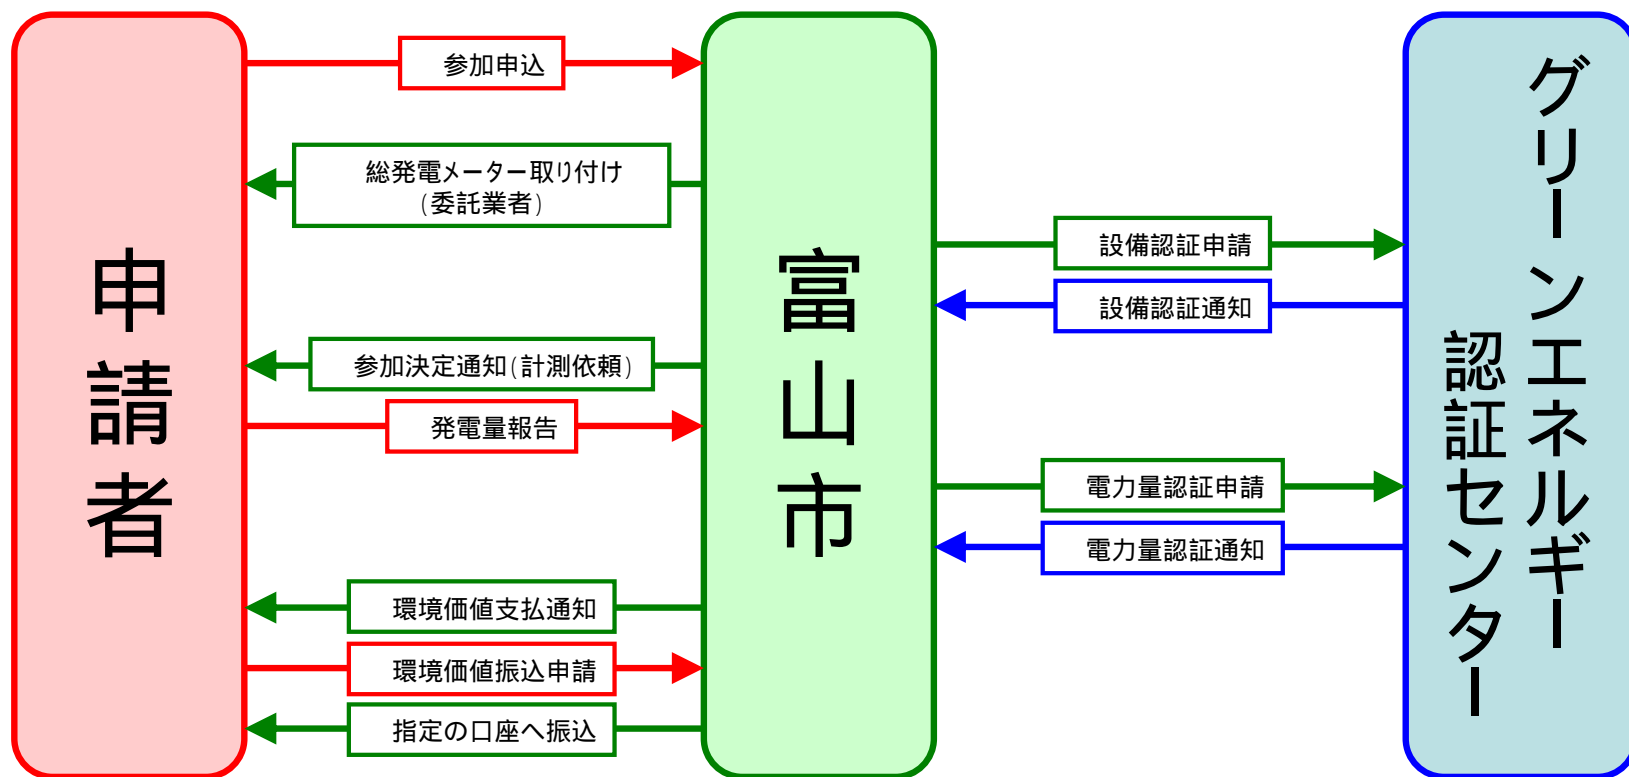 申請者
富山市
グリーンエネルギー
認証センター
参加申込
総発電メーター取り付け
(委託業者)
設備認証申請
設備認証通知
参加決定通知(計測依頼)
発電量報告
電力量認証申請
電力量認証通知
環境価値支払通知
環境価値振込申請
指定の口座へ振込